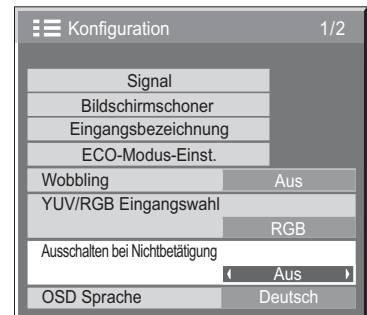 Konfiguration 1/2
Signal
Bildschirmschoner
Eingangsbezeichnung
ECO-Modus-Einst.
Wobbling Aus
YUV/RGB Eingangswahl
RGB
Ausschalten bei Nichtbetätigung
Aus
OSD Sprache Deutsch